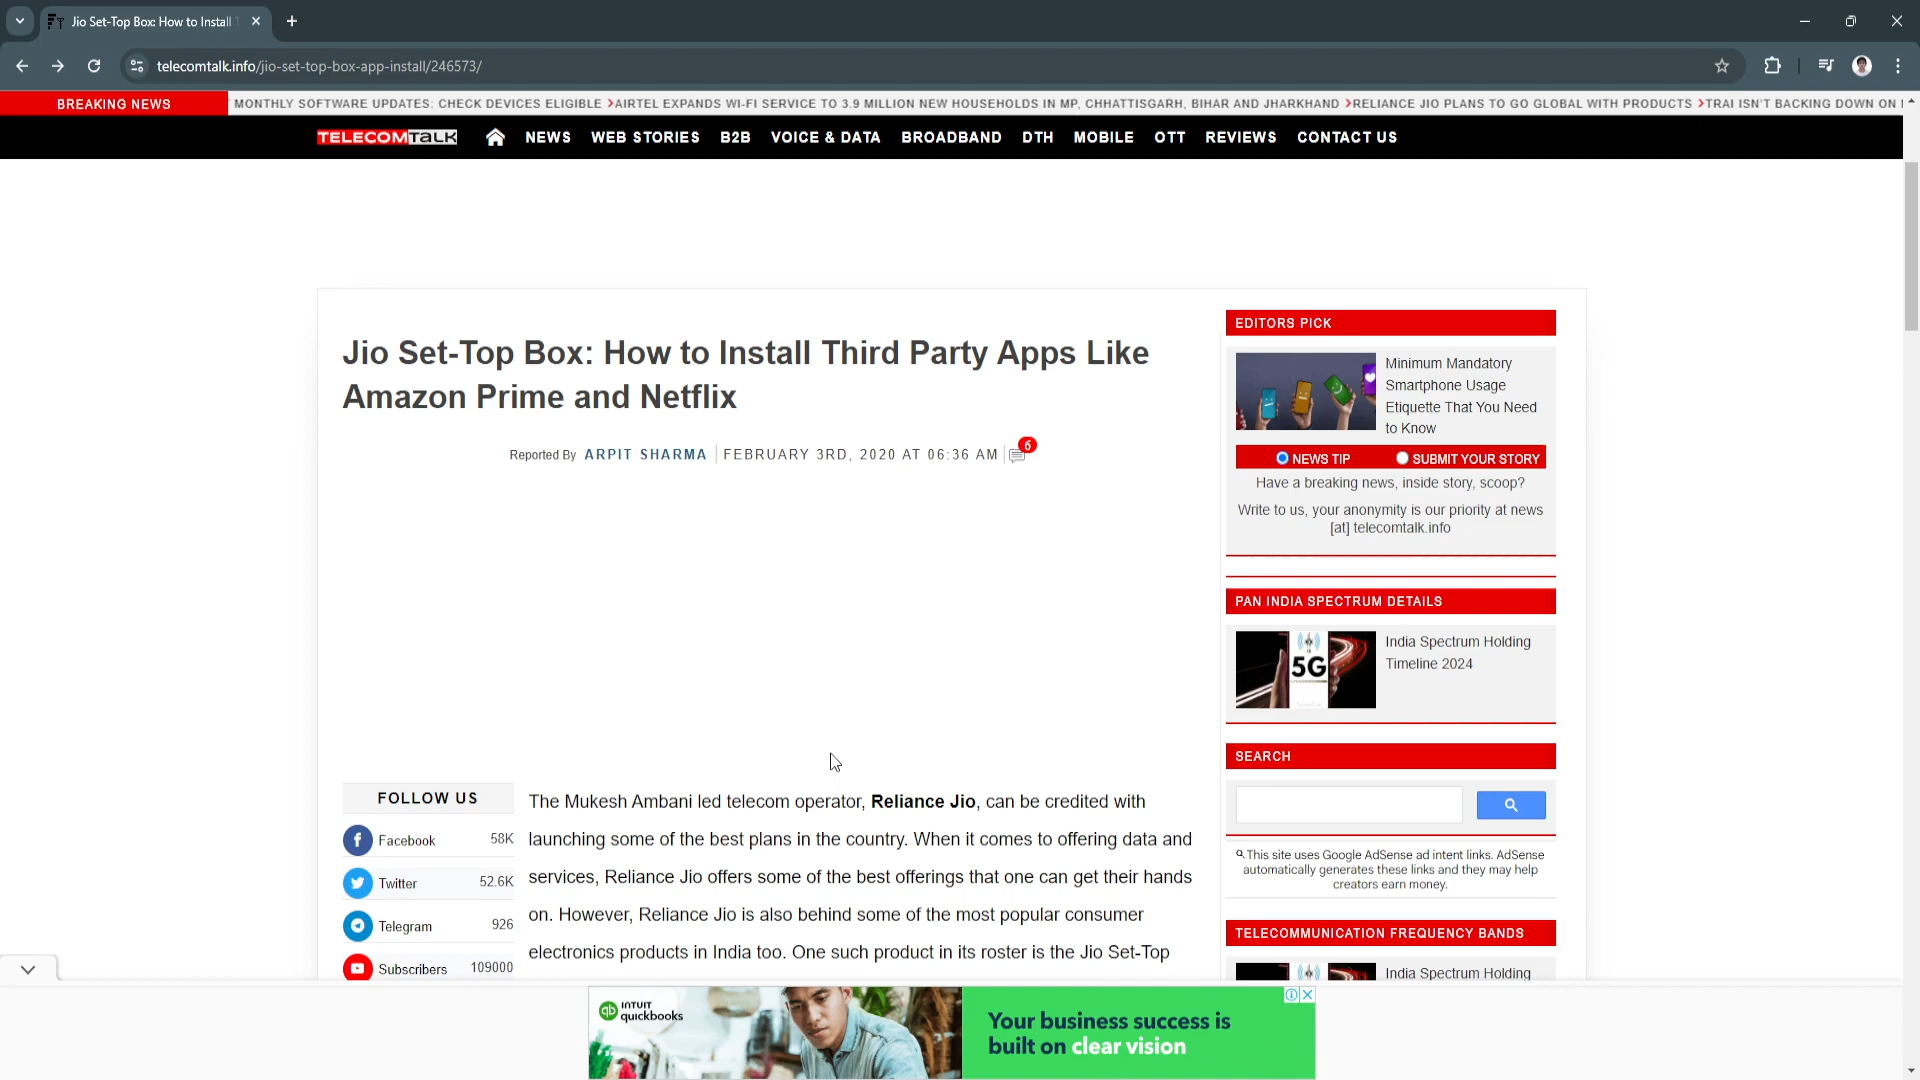 Jio Set-Top Box: How to Install
telecomtalk.info/jio-set-top-box-app-install/246573/
BREAKING NEWS
MONTHLY SOFTWARE UPDATES: CHECK DEVICES ELIGIBLE >AIRTEL EXPANDS WI-FI SERVICE TO 3.9 MILLION NEW HOUSEHOLDS IN MP, CHHATTISGARH, BIHAR AND JHARKHAND >RELIANCE JIO PLANS TO GO GLOBAL WITH PRODUCTS >TRAI ISN'T BACKING DOWN ON
TELECOMTALK NEWS WEB STORIES B2B VOICE & DATA BROADBAND DTH MOBILE OTT REVIEWS CONTACT US
Jio Set-Top Box: How to Install Third Party Apps Like
Amazon Prime and Netflix
Reported By ARPIT SHARMA FEBRUARY 3RD, 2020 AT 06:36 AM 6
FOLLOW US
Facebook 58K
Twitter 52.6K
Telegram 926
Subscribers 109000
The Mukesh Ambani led telecom operator, Reliance Jio, can be credited with
launching some of the best plans in the country. When it comes to offering data and
services, Reliance Jio offers some of the best offerings that one can get their hands
on. However, Reliance Jio is also behind some of the most popular consumer
electronics products in India too. One such product in its roster is the Jio Set-Top
EDITORS PICK
Minimum Mandatory
Smartphone Usage
Etiquette That You Need
to Know
NEWS TIP SUBMIT YOUR STORY
Have a breaking news, inside story, scoop?
Write to us, your anonymity is our priority at news
[at] telecomtalk.info
PAN INDIA SPECTRUM DETAILS
5G
India Spectrum Holding
Timeline 2024
SEARCH
This site uses Google AdSense ad intent links. AdSense
automatically generates these links and they may help
creators earn money.
TELECOMMUNICATION FREQUENCY BANDS
India Spectrum Holding
INTUIT
quickbooks
Your business success is
built on clear vision